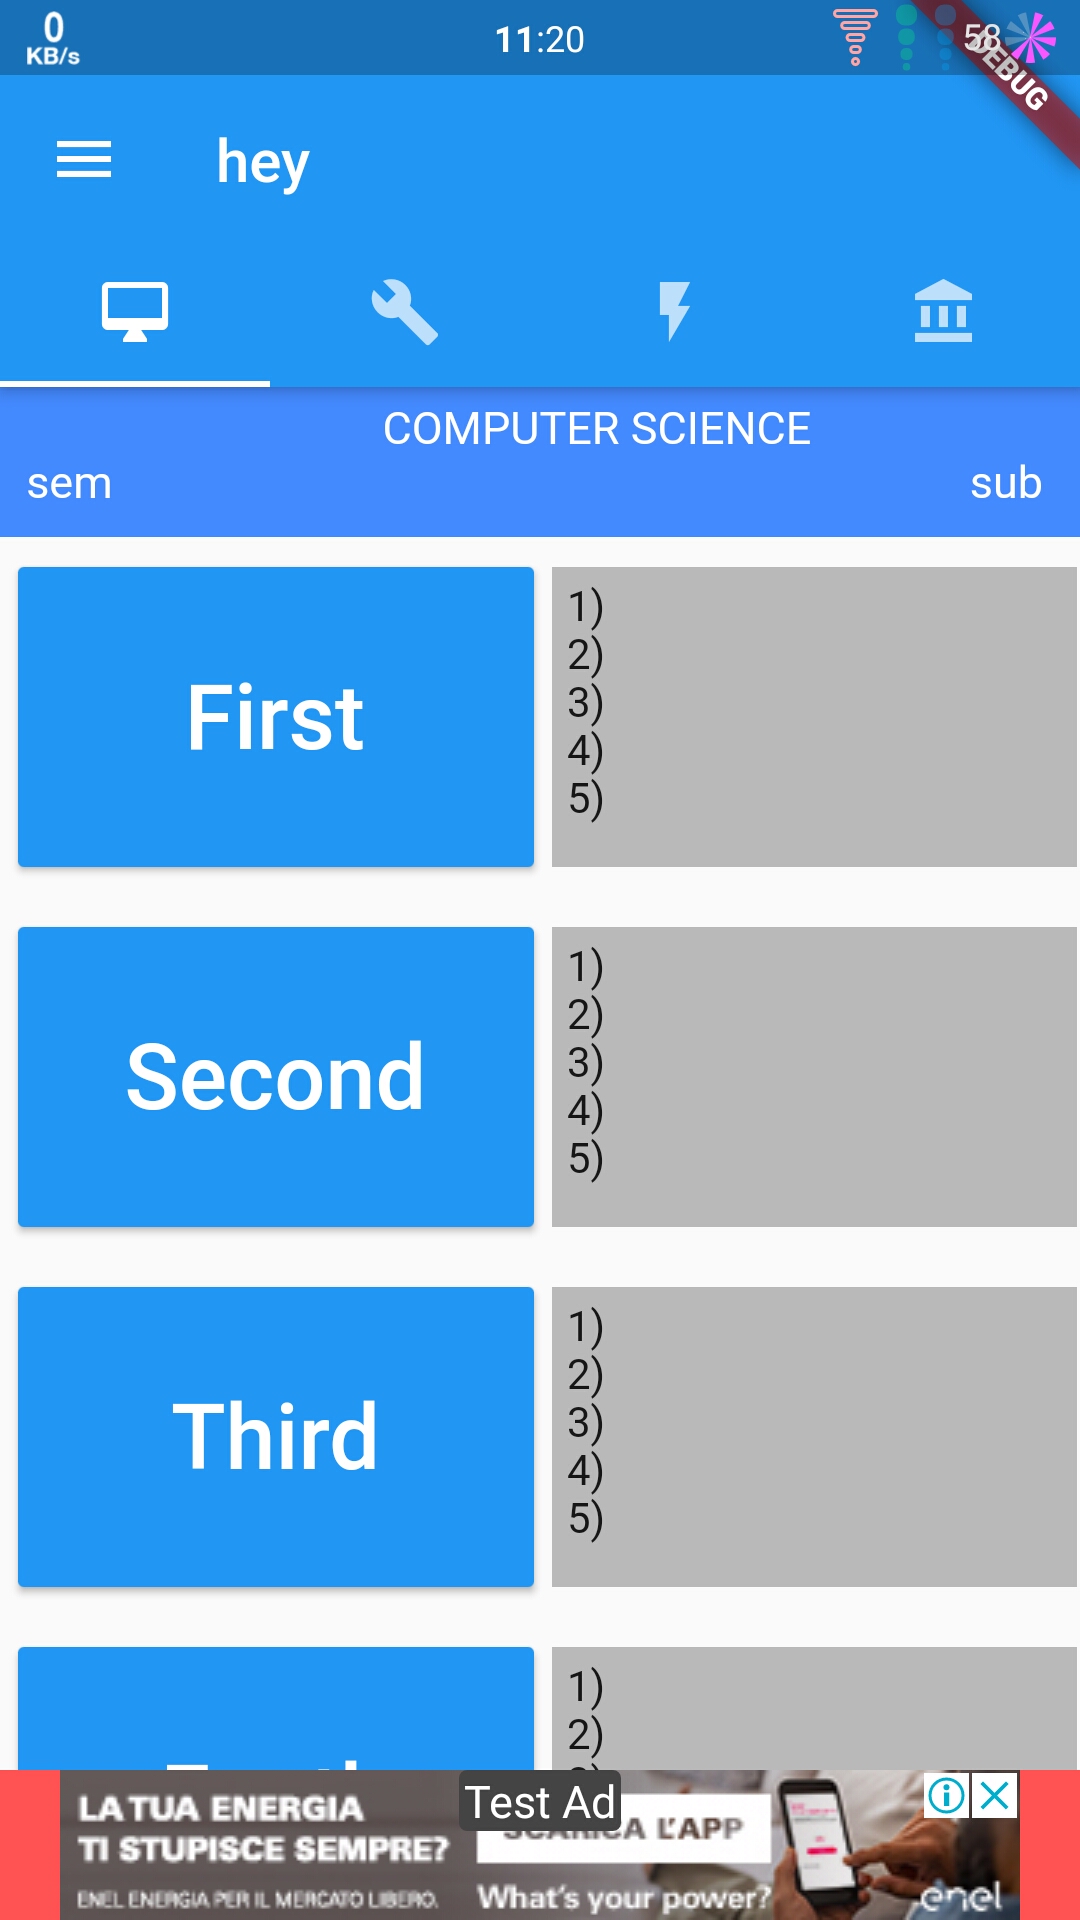 0
KB/s
11:20
58
DEBUG
hey
COMPUTER SCIENCE
sem
sub
First
1)
2)
3)
4)
5)
Second
1)
2)
3)
4)
5)
Third
1)
2)
3)
4)
5)
1)
2)
Test Ad
LA TUA ENERGIA
TI STUPISCE SEMPRE?
SCARICA L'APP
ENEL ENERGIA PER IL MERCATO LIBERO.
What's your power?
enel